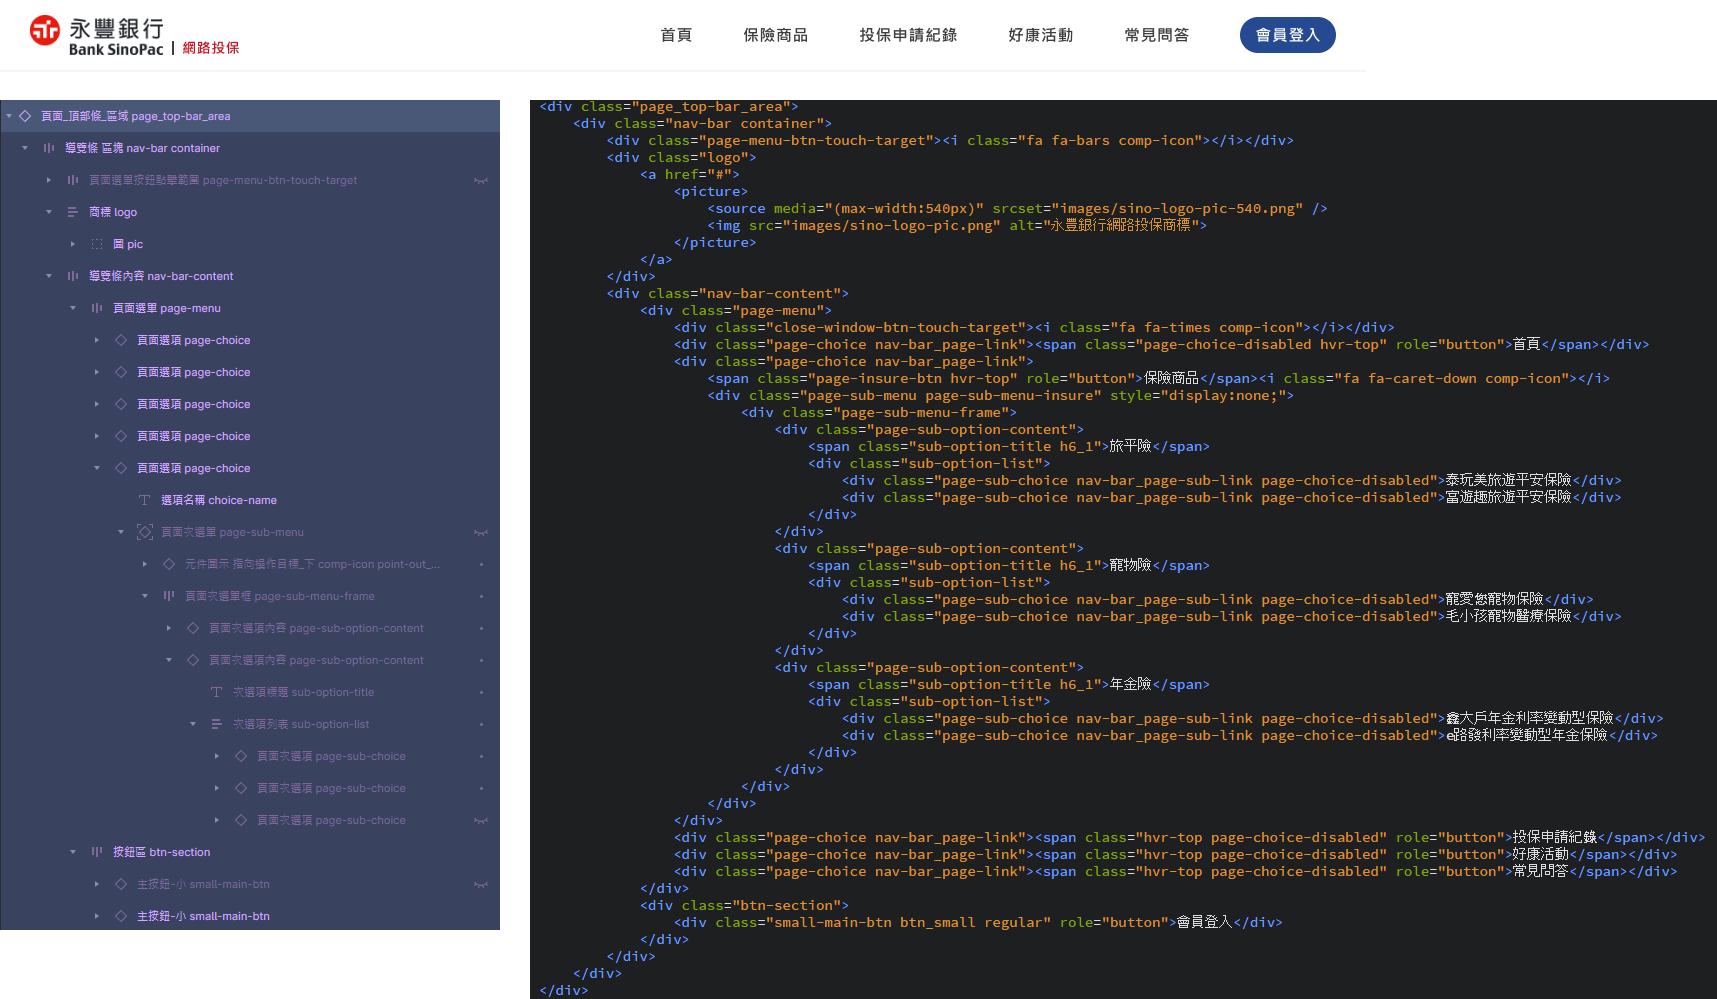 永豐銀行
Bank SinoPac | 網路投保
首頁
保險商品
投保申請紀錄
好康活動
常見問答
會員登入
頁面_頂部條_區域 page_top-bar_area
導覽條 區塊 nav-bar container
頁面選單按鈕點擊範圍 page-menu-btn-touch-target
商標 logo
圖 pic
導覽條內容 nav-bar-content
頁面選單 page-menu
頁面選項 page-choice
頁面選項 page-choice
頁面選項 page-choice
頁面選項 page-choice
頁面選項 page-choice
選項名稱 choice-name
頁面次選單 page-sub-menu
元件圖示 指向操作目標_下 comp-icon point-out_...
頁面次選單框 page-sub-menu-frame
頁面次選項內容 page-sub-option-content
頁面次選項內容 page-sub-option-content
次選項標題 sub-option-title
次選項列表 sub-option-list
頁面次選項 page-sub-choice
頁面次選項 page-sub-choice
頁面次選項 page-sub-choice
按鈕區 btn-section
主按鈕-小 small-main-btn
主按鈕-小 small-main-btn
<div class="page_top-bar_area">
<div class="nav-bar container">
<div class="page-menu-btn-touch-target"><i class="fa fa-bars comp-icon"></i></div>
<div class="logo">
<a href="#">
<picture>
<source media="(max-width:540px)" srcset="images/sino-logo-pic-540.png" />
<img src="images/sino-logo-pic.png" alt="永豐銀行網路投保商標">
</picture>
</a>
</div>
<div class="nav-bar-content">
<div class="page-menu">
<div class="close-window-btn-touch-target"><i class="fa fa-times comp-icon"></i></div>
<div class="page-choice nav-bar_page-link"><span class="page-choice-disabled hvr-top" role="button">首頁</span></div>
<div class="page-choice nav-bar_page-link">
<span class="page-insure-btn hvr-top" role="button">保險商品</span><i class="fa fa-caret-down comp-icon"></i>
<div class="page-sub-menu page-sub-menu-insure" style="display:none;">
<div class="page-sub-menu-frame">
<div class="page-sub-option-content">
<span class="sub-option-title h6_1">旅平險</span>
<div class="sub-option-list">
<div class="page-sub-choice nav-bar_page-sub-link page-choice-disabled">泰玩美旅遊平安保險</div>
<div class="page-sub-choice nav-bar_page-sub-link page-choice-disabled">富遊趣旅遊平安保險</div>
</div>
</div>
<div class="page-sub-option-content">
<span class="sub-option-title h6_1">寵物險</span>
<div class="sub-option-list">
<div class="page-sub-choice nav-bar_page-sub-link page-choice-disabled">寵愛您寵物保險</div>
<div class="page-sub-choice nav-bar_page-sub-link page-choice-disabled">毛小孩寵物醫療保險</div>
</div>
</div>
<div class="page-sub-option-content">
<span class="sub-option-title h6_1">年金險</span>
<div class="sub-option-list">
<div class="page-sub-choice nav-bar_page-sub-link page-choice-disabled">鑫大戶年金利率變動型保險</div>
<div class="page-sub-choice nav-bar_page-sub-link page-choice-disabled">e路發利率變動型年金保險</div>
</div>
</div>
</div>
</div>
</div>
<div class="page-choice nav-bar_page-link"><span class="hvr-top page-choice-disabled" role="button">投保申請紀錄</span></div>
<div class="page-choice nav-bar_page-link"><span class="hvr-top page-choice-disabled" role="button">好康活動</span></div>
<div class="page-choice nav-bar_page-link"><span class="hvr-top page-choice-disabled" role="button">常見問答</span></div>
</div>
<div class="btn-section">
<div class="small-main-btn btn_small regular" role="button">會員登入</div>
</div>
</div>
</div>
</div>